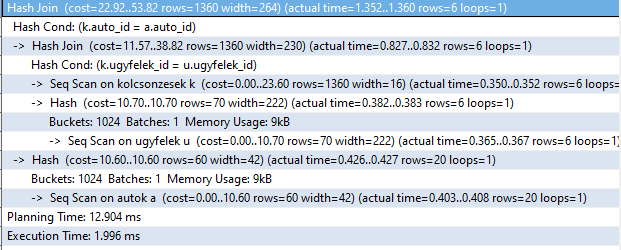 Hash Join (cost=22.92..53.82 rows=1360 width=264) (actual time=1.352..1.360 rows=6 loops=1)
Hash Cond: (k.auto_id = a.auto_id)
-> Hash Join (cost=11.57..38.82 rows=1360 width=230) (actual time=0.827..0.832 rows=6 loops=1)
Hash Cond: (k.ugyfelek_id = u.ugyfelek_id)
-> Seq Scan on kolcsonzesek k (cost=0.00..23.60 rows=1360 width=16) (actual time=0.350..0.352 rows=6 loops=
-> Hash (cost=10.70..10.70 rows=70 width=222) (actual time=0.382..0.383 rows=6 loops=1)
Buckets: 1024 Batches: 1 Memory Usage: 9kB
-> Seq Scan on ugyfelek u (cost=0.00..10.70 rows=70 width=222) (actual time=0.365..0.367 rows=6 loops=1)
-> Hash (cost=10.60..10.60 rows=60 width=42) (actual time=0.426..0.427 rows=20 loops=1)
Buckets: 1024 Batches: 1 Memory Usage: 9kB
-> Seq Scan on autok a (cost=0.00..10.60 rows=60 width=42) (actual time=0.403..0.408 rows=20 loops=1)
Planning Time: 12.904 ms
Execution Time: 1.996 ms